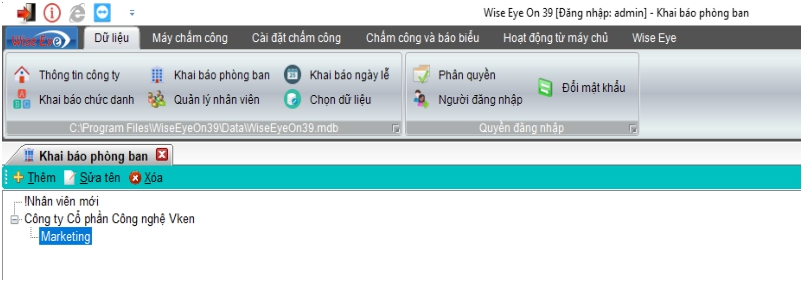 Wise Eye On 39 [Đăng nhập: admin] - Khai báo phòng ban
Wise Eye Dữ liệu Máy chấm công Cài đặt chấm công Chấm công và báo biểu Hoạt động từ máy chủ Wise Eye
Thông tin công ty Khai báo phòng ban Khai báo ngày lễ Phân quyền Đổi mật khẩu
Khai báo chức danh Quản lý nhân viên Chọn dữ liệu Người đăng nhập
C:\Program Files\WiseEyeOn39\Data\WiseEyeOn39.mdb Quyền đăng nhập
Khai báo phòng ban
Thêm Sửa tên Xóa
!Nhân viên mới
Công ty Cổ phần Công nghệ Vken
Marketing